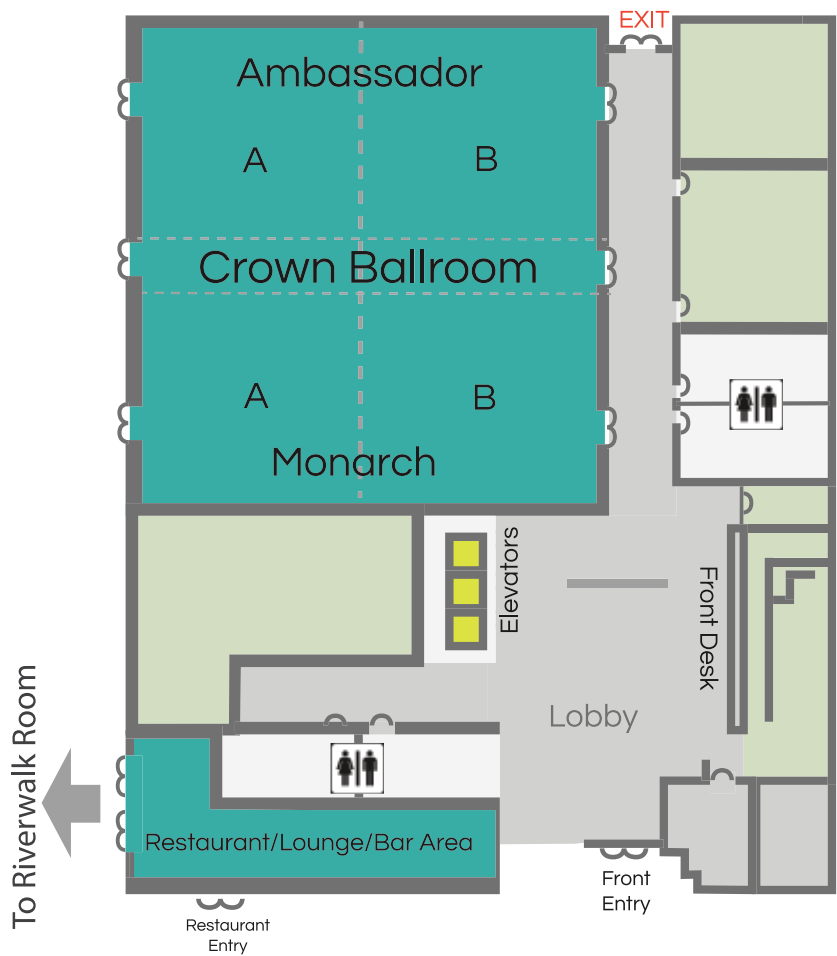 EXIT
Ambassador
A
B
Crown Ballroom
A
B
Monarch
Elevators
Front Desk
Lobby
To Riverwalk Room
Restaurant/Lounge/Bar Area
Front
Entry
Restaurant
Entry